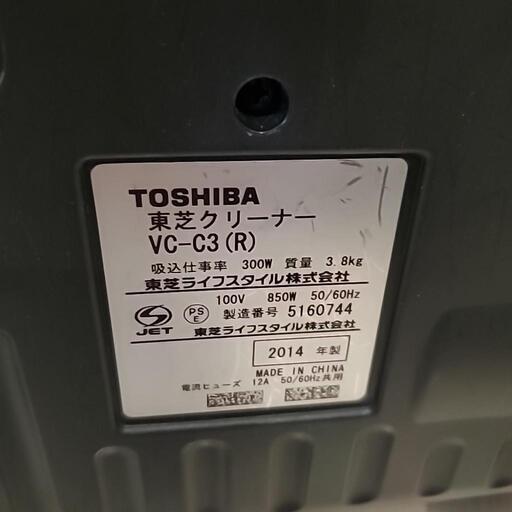 TOSHIBA
東芝クリーナー
VC-C3(R)
吸込仕事率 300W 質量 3.8kg
東芝ライフスタイル株式会社
100V 850W 50/60Hz
JET PSE 製造番号 5160744
東芝ライフスタイル株式会社
2014 年製
MADE IN CHINA
電流ヒューズ 12A 50/60Hz共用